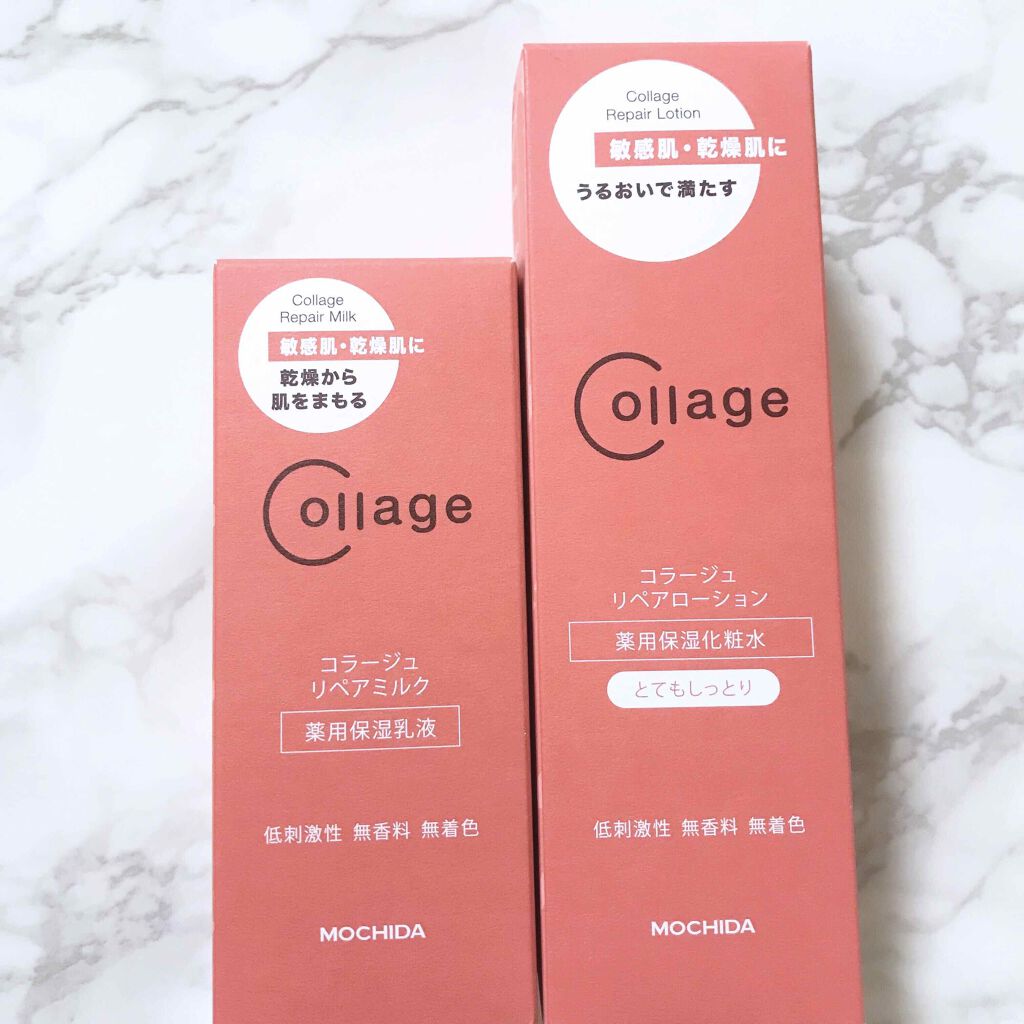 Collage
Repair Milk
敏感肌・乾燥肌に
乾燥から
肌をまもる
Collage
コラージュ
リペアミルク
薬用保湿乳液
低刺激性 無香料 無着色
MOCHIDA
Collage
Repair Lotion
敏感肌・乾燥肌に
うるおいで満たす
Collage
コラージュ
リペアローション
薬用保湿化粧水
とてもしっとり
低刺激性 無香料 無着色
MOCHIDA